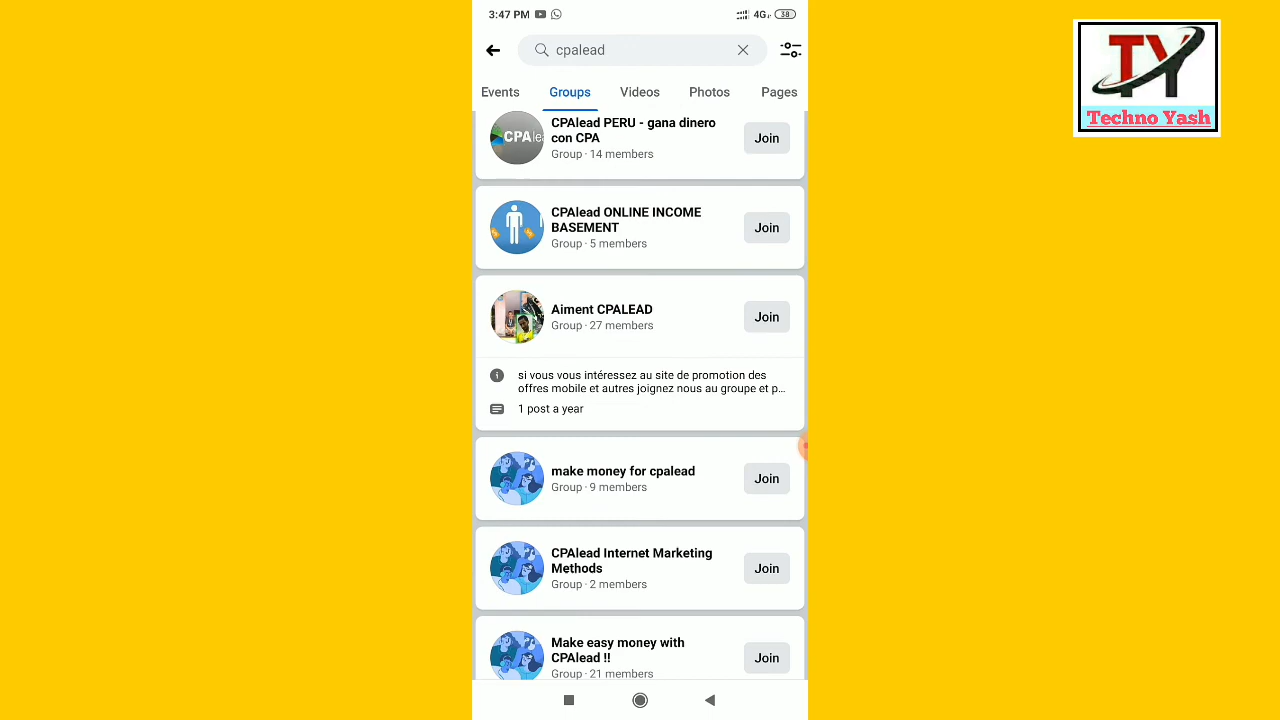 3:47 PM
4G
38
cpalead
Events
Groups
Videos
Photos
Pages
CPAlead PERU - gana dinero
con CPA
Group · 14 members
Join
CPAlea
CPAlead ONLINE INCOME
BASEMENT
Group · 5 members
Join
Aiment CPALEAD
Group · 27 members
Join
si vous vous intéressez au site de promotion des
offres mobile et autres joignez nous au groupe et p...
1 post a year
make money for cpalead
Group · 9 members
Join
CPAlead Internet Marketing
Methods
Group · 2 members
Join
Make easy money with
CPAlead !!
Group · 21 members
Join
TY
Techno Yash